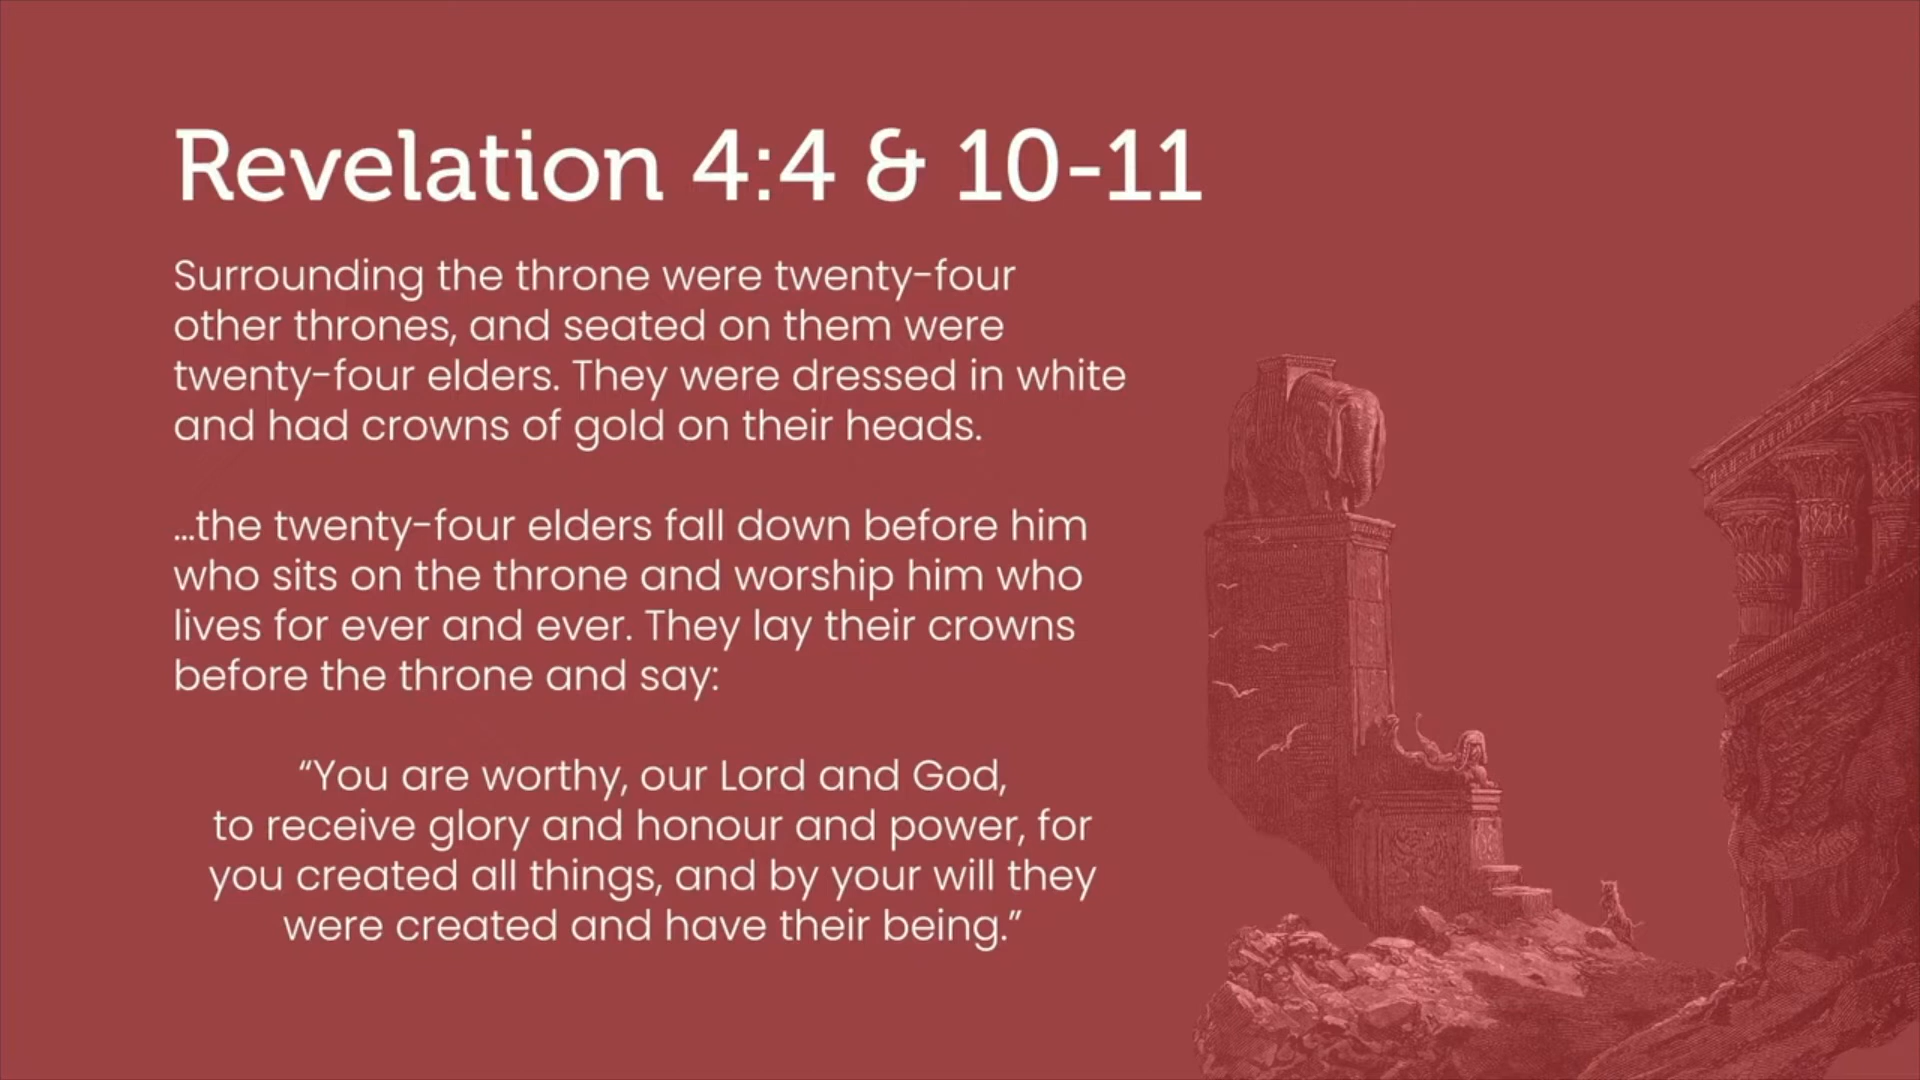 Revelation 4:4 & 10-11
Surrounding the throne were twenty-four
other thrones, and seated on them were
twenty-four elders. They were dressed in white
and had crowns of gold on their heads.
...the twenty-four elders fall down before him
who sits on the throne and worship him who
lives for ever and ever. They lay their crowns
before the throne and say:
“You are worthy, our Lord and God,
to receive glory and honour and power, for
you created all things, and by your will they
were created and have their being.”